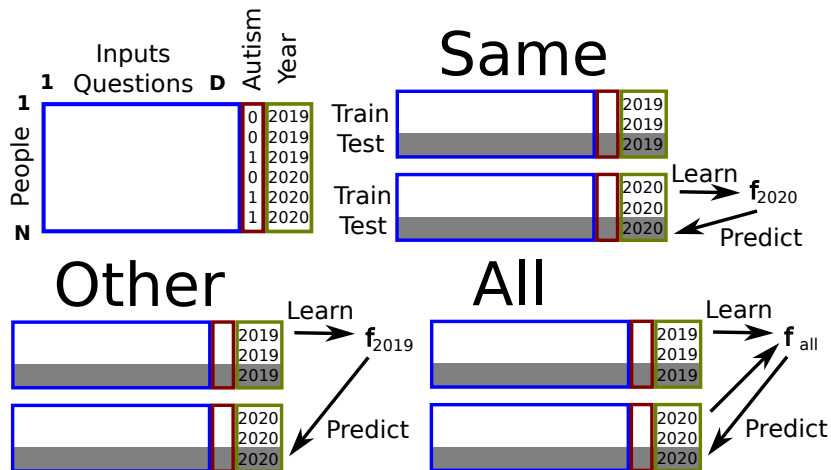 Inputs
Questions
1
D
Autism
Year
1
People
N
0 2019
0 2019
1 2019
0 2020
1 2020
1 2020
Same
Train
Test
2019
2019
2019
Train
Test
2020
2020
2020
Learn
f2020
Predict
Other
2019
2019
2019
Learn
f2019
2020
2020
2020
Predict
All
2019
2019
2019
Learn
f all
2020
2020
2020
Predict